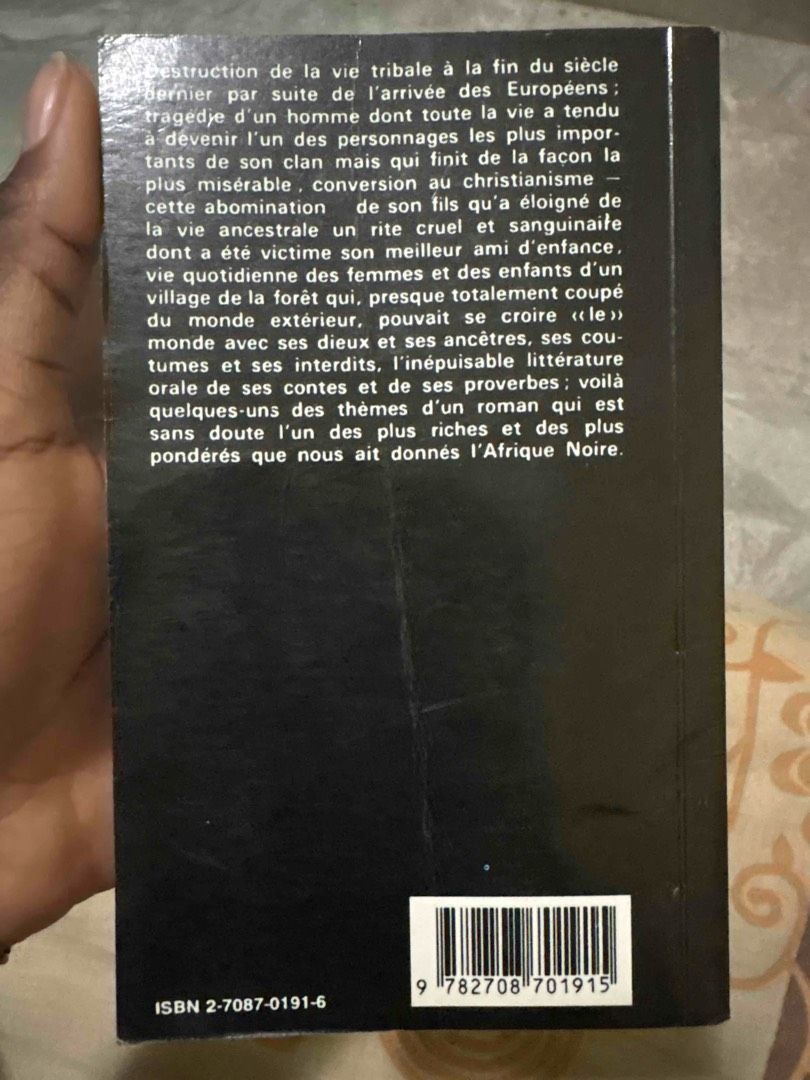 Destruction de la vie tribale à la fin du siècle
dernier par suite de l'arrivée des Européens ;
tragédie d'un homme dont toute la vie a tendu
à devenir l'un des personnages les plus impor-
tants de son clan mais qui finit de la façon la
plus misérable , conversion au christianisme —
cette abomination de son fils qu'a éloigné de
la vie ancestrale un rite cruel et sanguinaire
dont a été victime son meilleur ami d'enfance,
vie quotidienne des femmes et des enfants d'un
village de la forêt qui, presque totalement coupé
du monde extérieur, pouvait se croire ‹‹le››
monde avec ses dieux et ses ancêtres, ses cou-
tumes et ses interdits, l'inépuisable littérature
orale de ses contes et de ses proverbes ; voilà
quelques-uns des thèmes d'un roman qui est
sans doute l'un des plus riches et des plus
pondérés que nous ait donnés l'Afrique Noire.
9 782708 701915
ISBN 2-7087-0191-6